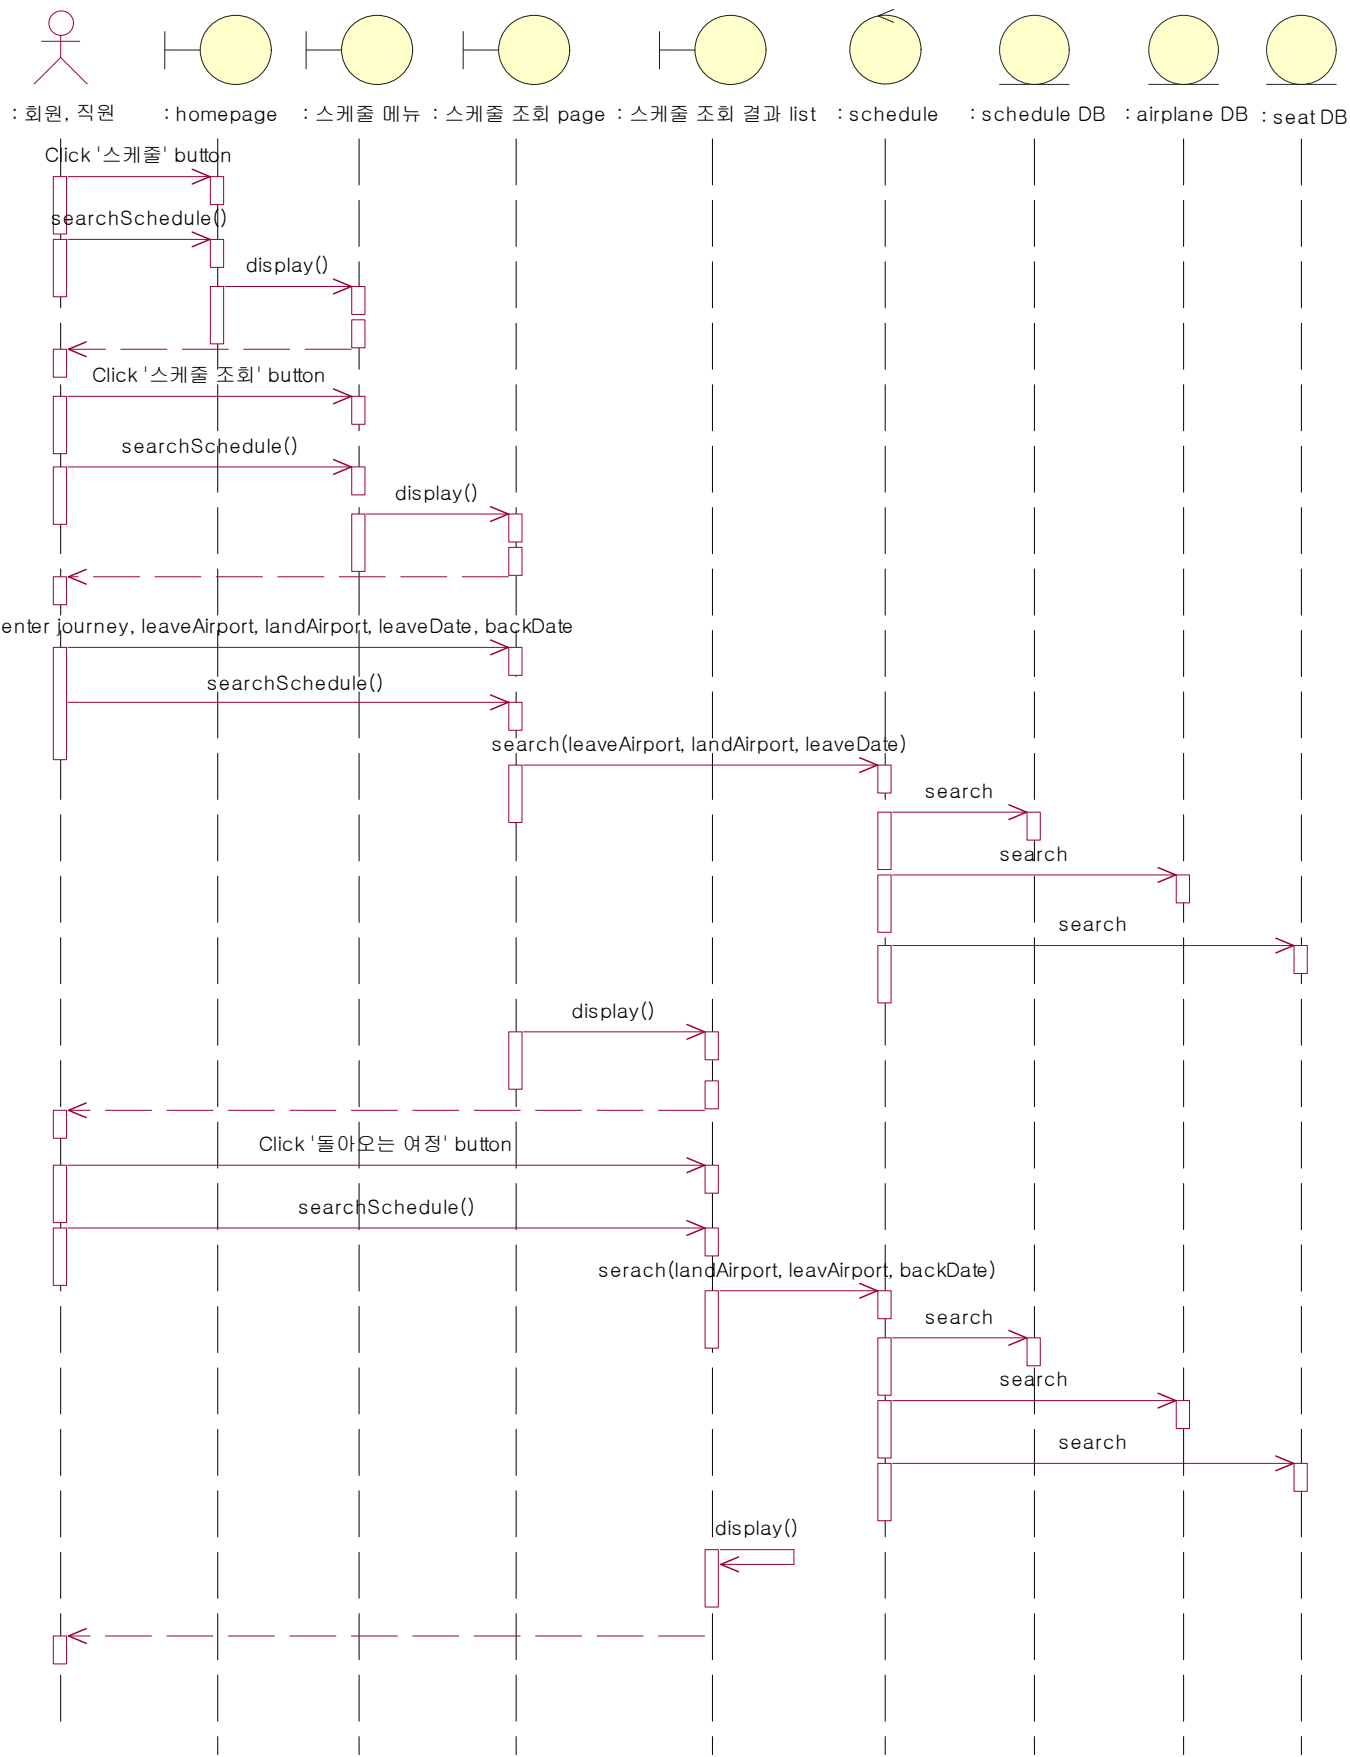 : 회원, 직원
: homepage
: 스케줄 메뉴
: 스케줄 조회 page
: 스케줄 조회 결과 list
: schedule
: schedule DB
: airplane DB
: seat DB
Click '스케줄' button
searchSchedule()
display()
Click '스케줄 조회' button
searchSchedule()
display()
enter journey, leaveAirport, landAirport, leaveDate, backDate
searchSchedule()
search(leaveAirport, landAirport, leaveDate)
search
search
search
display()
Click '돌아오는 여정' button
searchSchedule()
serach(landAirport, leavAirport, backDate)
search
search
search
display()